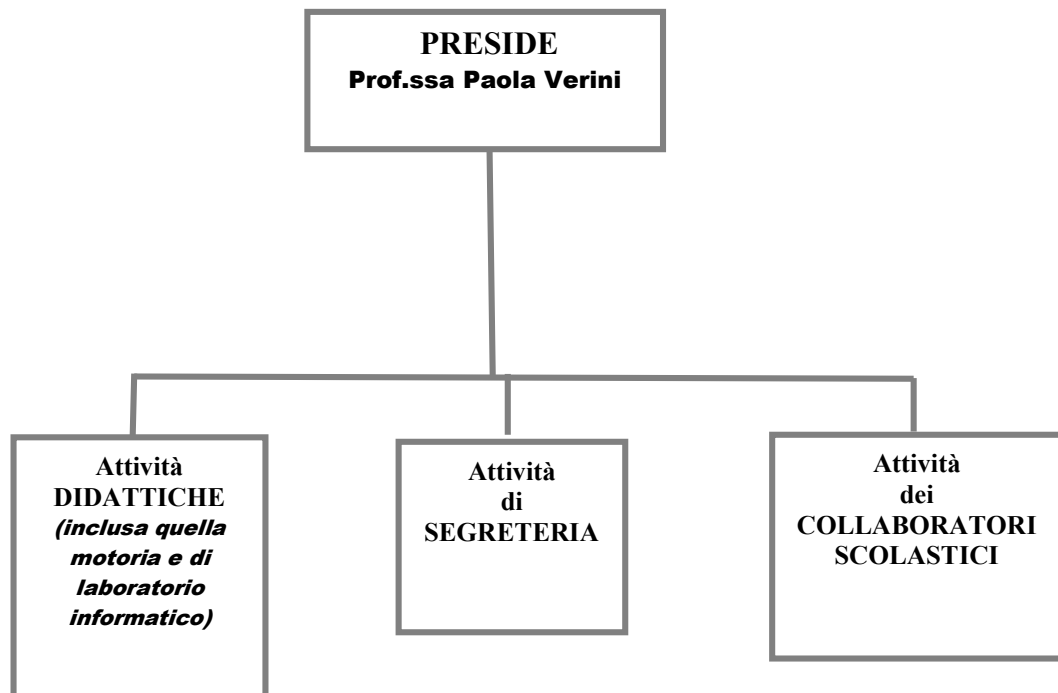 PRESIDE
Prof.ssa Paola Verini
Attività
DIDATTICHE
(inclusa quella
motoria e di
laboratorio
informatico)
Attività
di
SEGRETERIA
Attività
dei
COLLABORATORI
SCOLASTICI